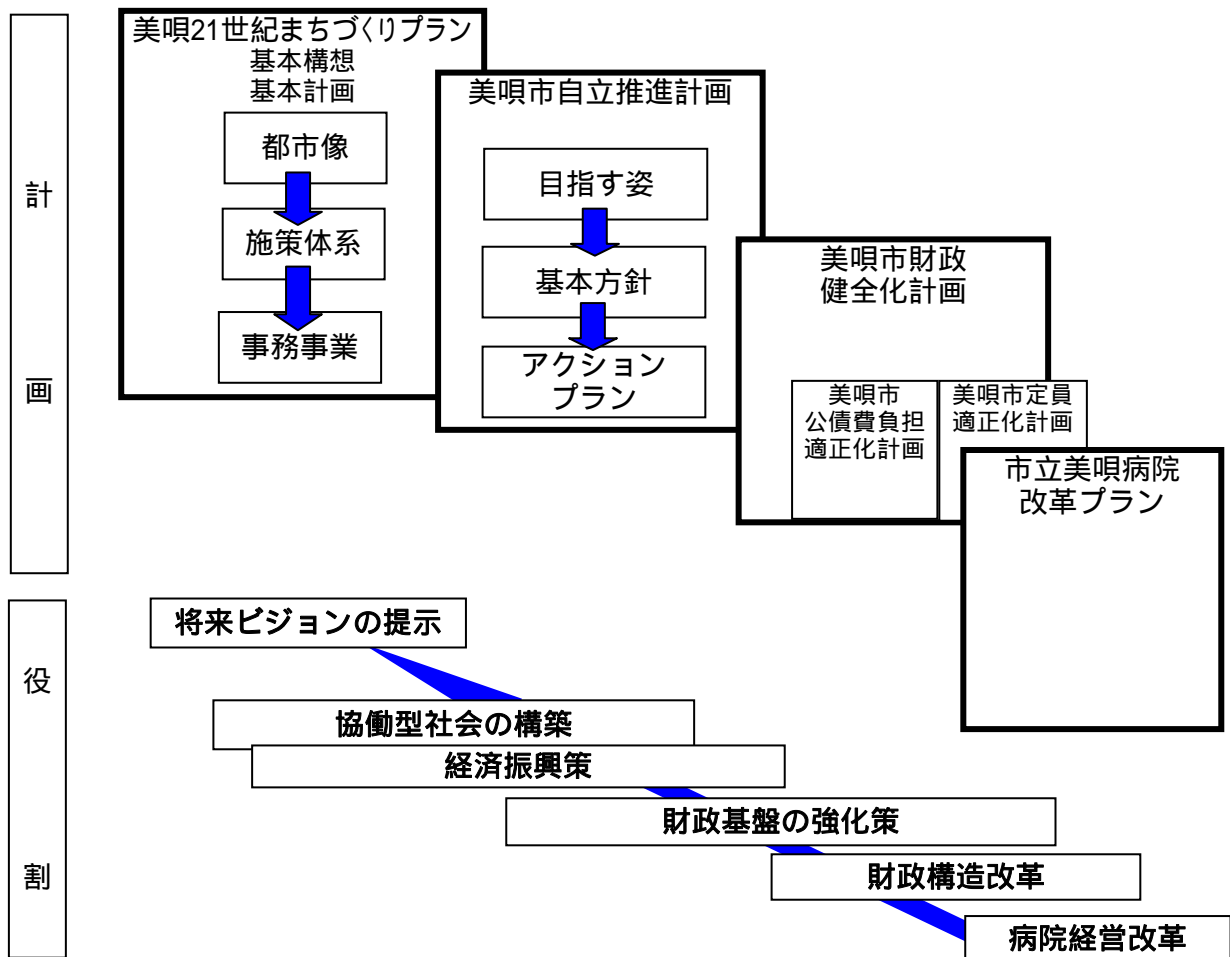 計
画
美唄21世紀まちづくりプラン
基本構想
基本計画
都市像
施策体系
事務事業
美唄市自立推進計画
目指す姿
基本方針
アクション
プラン
美唄市財政
健全化計画
美唄市
公債費負担
適正化計画
美唄市定員
適正化計画
市立美唄病院
改革プラン
役
割
将来ビジョンの提示
協働型社会の構築
経済振興策
財政基盤の強化策
財政構造改革
病院経営改革